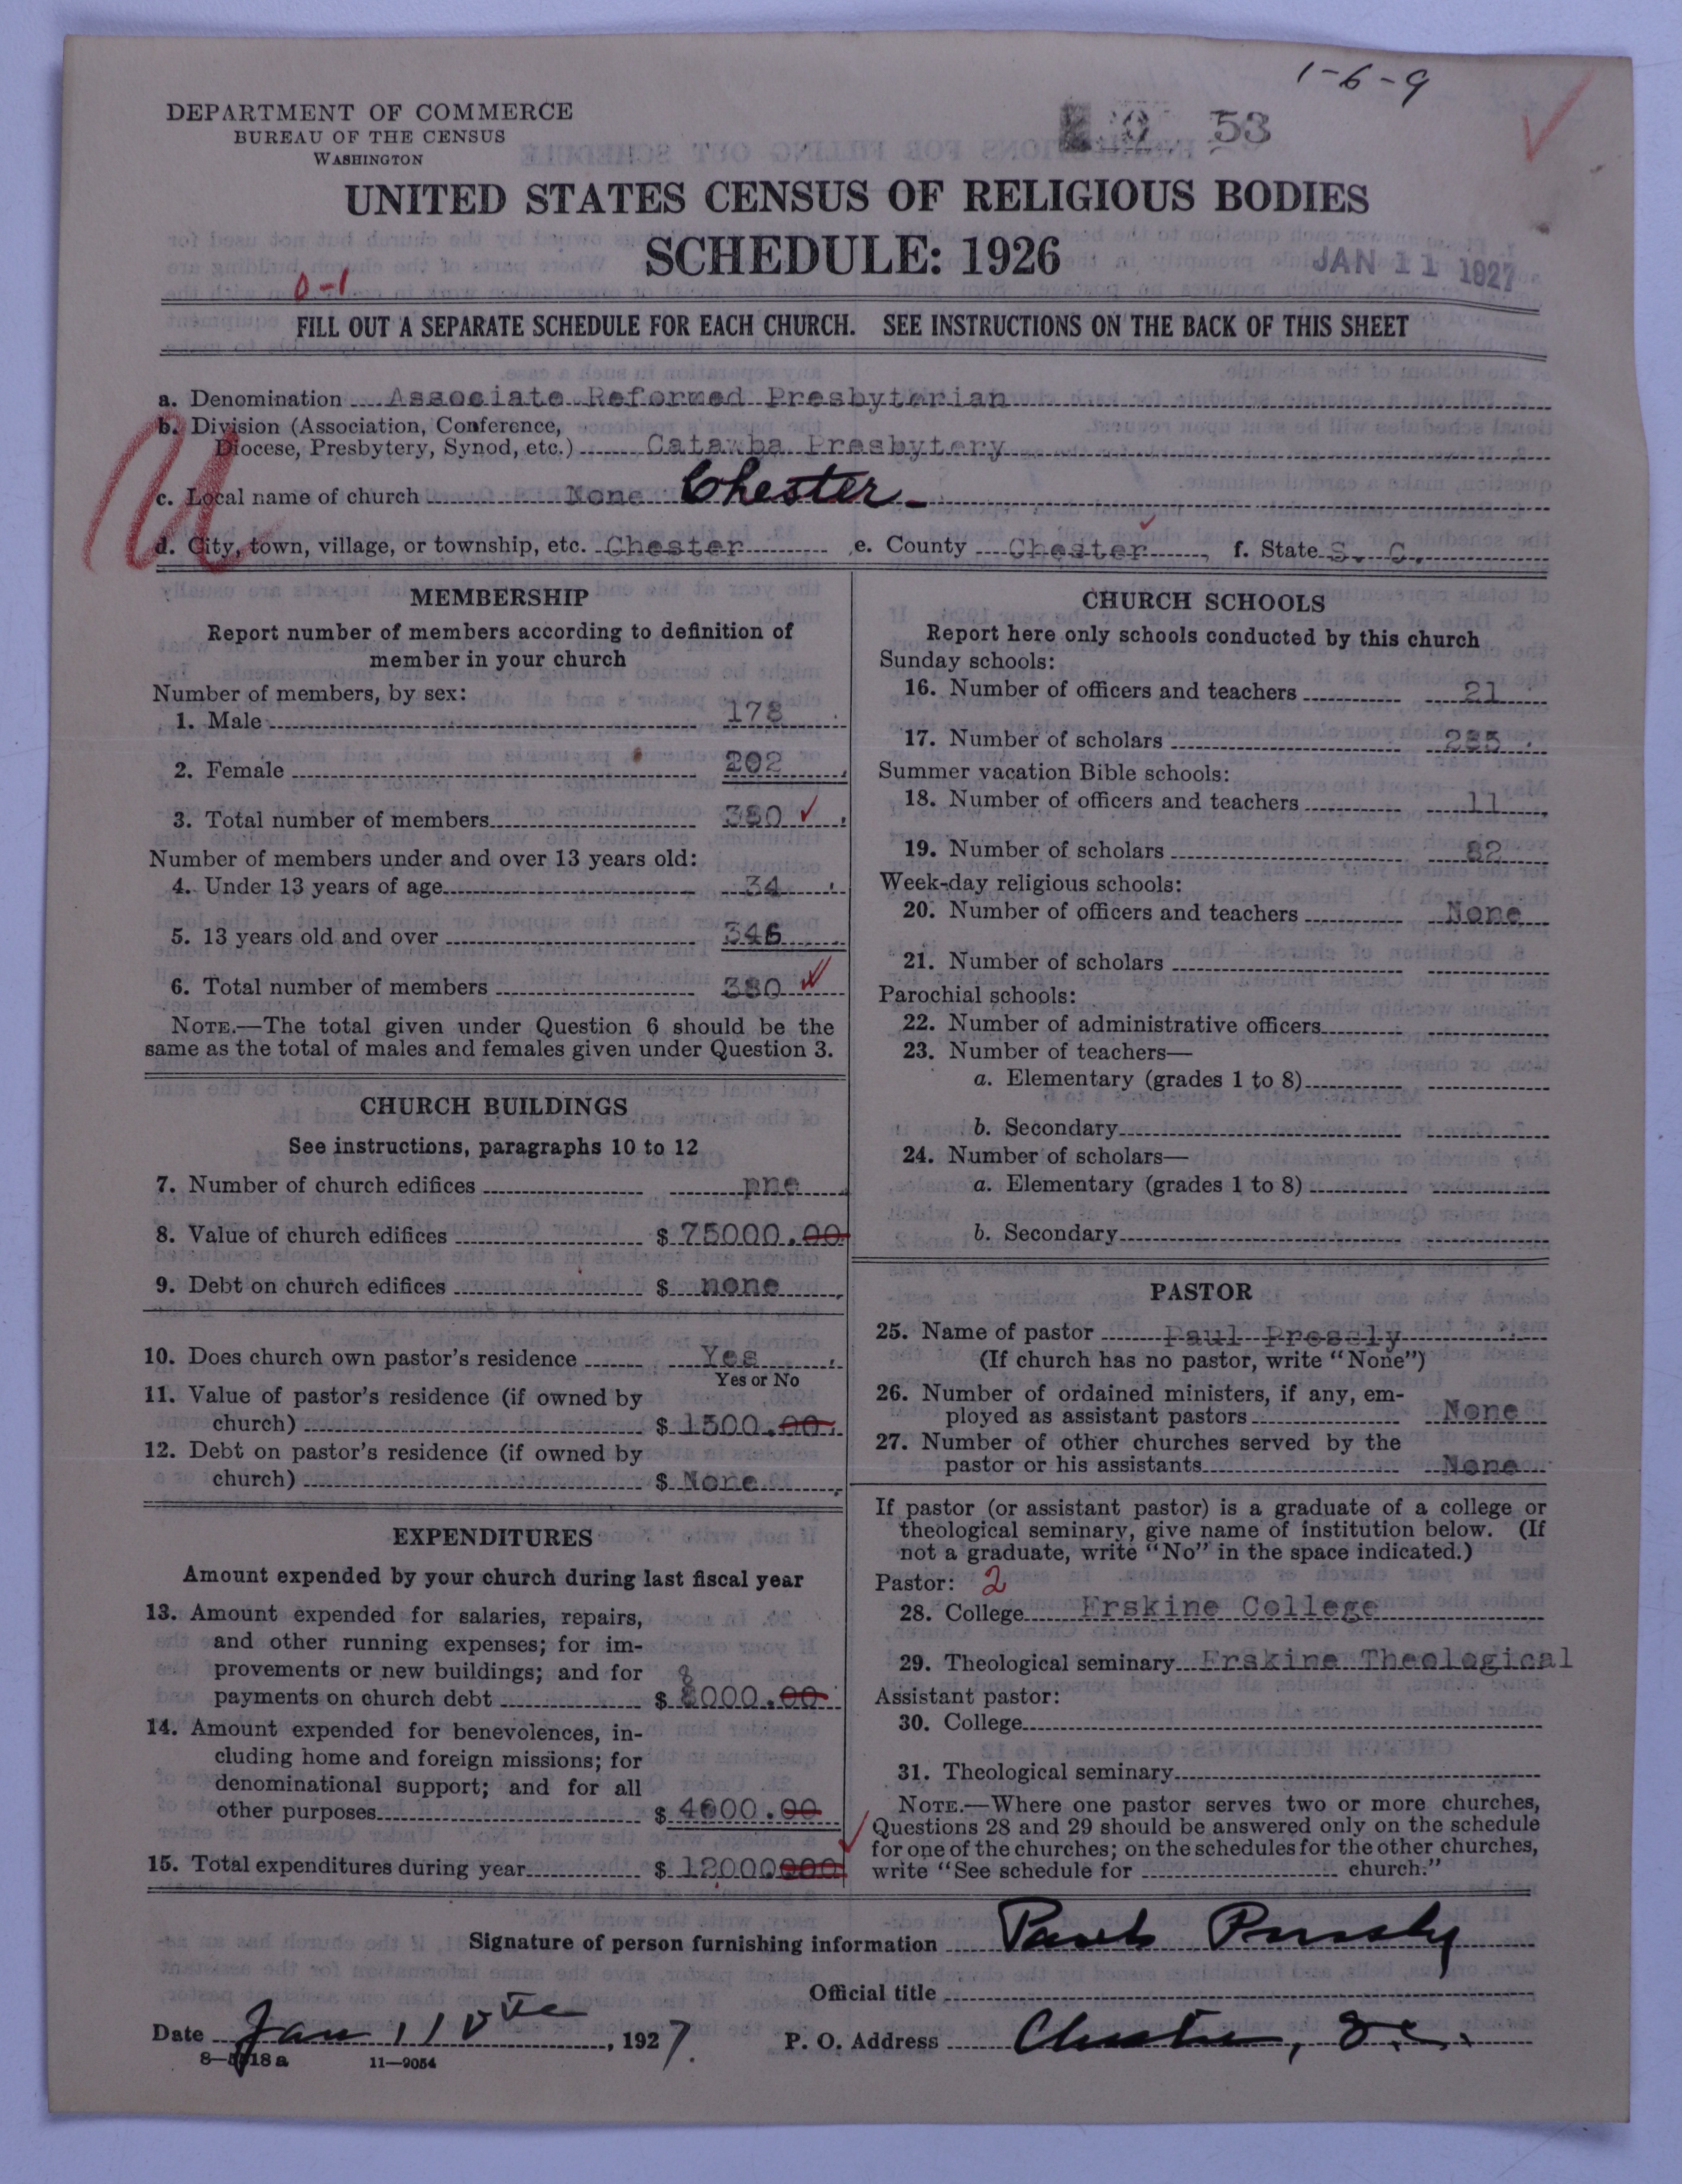 1-6-9
DEPARTMENT OF COMMERCE
BUREAU OF THE CENSUS
WASHINGTON
53
UNITED STATES CENSUS OF RELIGIOUS BODIES
SCHEDULE: 1926
JAN 11 1927
0-1
FILL OUT A SEPARATE SCHEDULE FOR EACH CHURCH. SEE INSTRUCTIONS ON THE BACK OF THIS SHEET
a. Denomination Associate Reformed Presbyterian
b. Division (Association, Conference,
Diocese, Presbytery, Synod, etc.) Catawba Presbytery
c. Local name of church None Chester
d. City, town, village, or township, etc. Chester e. County Chester, f. State S. C.
MEMBERSHIP
Report number of members according to definition of
member in your church
Number of members, by sex:
1. Male 178
2. Female 202
3. Total number of members 380
Number of members under and over 13 years old:
4. Under 13 years of age 34
5. 13 years old and over 346
6. Total number of members 380
NOTE.—The total given under Question 6 should be the
same as the total of males and females given under Question 3.
CHURCH BUILDINGS
See instructions, paragraphs 10 to 12
7. Number of church edifices pne
8. Value of church edifices $ 75000.00
9. Debt on church edifices $ none
10. Does church own pastor's residence Yes
Yes or No
11. Value of pastor's residence (if owned by
church) $ 1500.00
12. Debt on pastor's residence (if owned by
church) $ None
EXPENDITURES
Amount expended by your church during last fiscal year
13. Amount expended for salaries, repairs,
and other running expenses; for im-
provements or new buildings; and for 8
payments on church debt $ 8000.00
14. Amount expended for benevolences, in-
cluding home and foreign missions; for
denominational support; and for all
other purposes $ 4000.00
15. Total expenditures during year $ 12000000
CHURCH SCHOOLS
Report here only schools conducted by this church
Sunday schools:
16. Number of officers and teachers 21
17. Number of scholars 285
Summer vacation Bible schools:
18. Number of officers and teachers 11
19. Number of scholars 82
Week-day religious schools:
20. Number of officers and teachers None
21. Number of scholars
Parochial schools:
22. Number of administrative officers
23. Number of teachers—
a. Elementary (grades 1 to 8)
b. Secondary
24. Number of scholars—
a. Elementary (grades 1 to 8)
b. Secondary
PASTOR
25. Name of pastor Paul Pressly
(If church has no pastor, write "None")
26. Number of ordained ministers, if any, em-
ployed as assistant pastors None
27. Number of other churches served by the
pastor or his assistants None
If pastor (or assistant pastor) is a graduate of a college or
theological seminary, give name of institution below. (If
not a graduate, write "No" in the space indicated.)
Pastor: 2
28. College Erskine College
29. Theological seminary Erskine Theological
Assistant pastor:
30. College
31. Theological seminary
NOTE.—Where one pastor serves two or more churches,
Questions 28 and 29 should be answered only on the schedule
for one of the churches; on the schedules for the other churches,
write "See schedule for church."
Signature of person furnishing information Paul Pressly
Official title
Date Jan 11, 1927. P. O. Address Chester, S.C.
8—5118a 11—9054